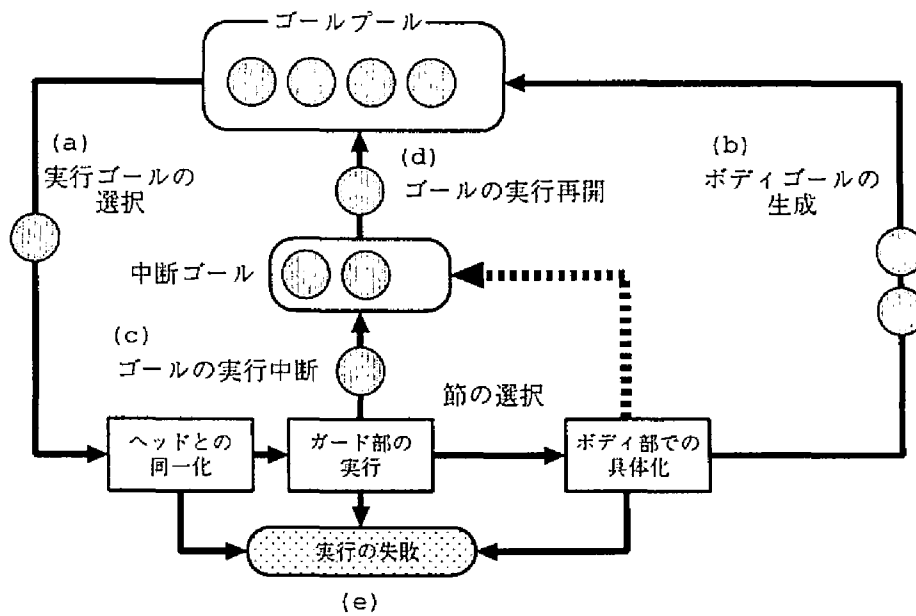 ゴールプール
(a)
実行ゴールの
選択
(d)
ゴールの実行再開
(b)
ボディゴールの
生成
中断ゴール
(c)
ゴールの実行中断
節の選択
ヘッドとの
同一化
ガード部の
実行
ボディ部での
具体化
実行の失敗
(e)